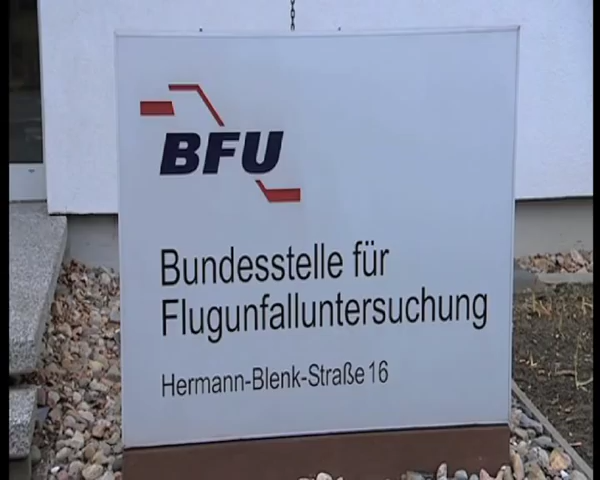 BFU
Bundesstelle für
Flugunfalluntersuchung
Hermann-Blenk-Straße 16